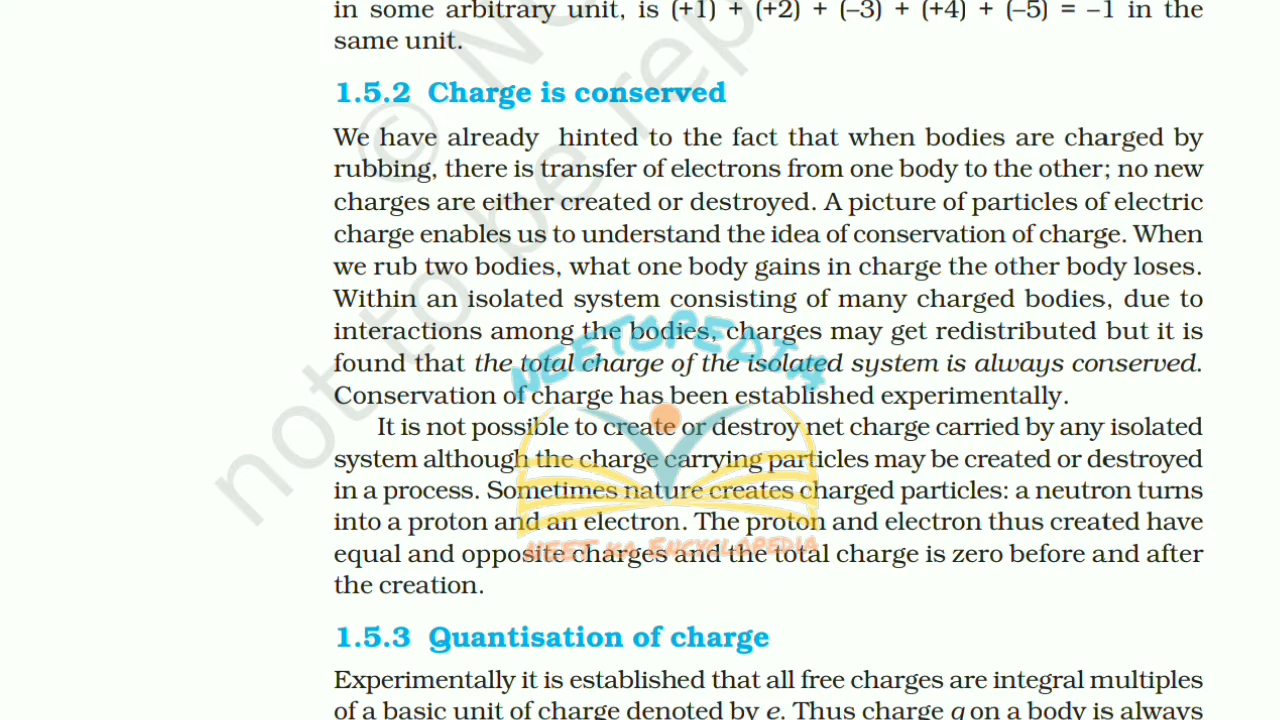 in some arbitrary unit, is (+1) + (+2) + (–3) + (+4) + (–5) = –1 in the
same unit.
1.5.2 Charge is conserved
We have already hinted to the fact that when bodies are charged by
rubbing, there is transfer of electrons from one body to the other; no new
charges are either created or destroyed. A picture of particles of electric
charge enables us to understand the idea of conservation of charge. When
we rub two bodies, what one body gains in charge the other body loses.
Within an isolated system consisting of many charged bodies, due to
interactions among the bodies, charges may get redistributed but it is
found that the total charge of the isolated system is always conserved.
Conservation of charge has been established experimentally.
It is not possible to create or destroy net charge carried by any isolated
system although the charge carrying particles may be created or destroyed
in a process. Sometimes nature creates charged particles: a neutron turns
into a proton and an electron. The proton and electron thus created have
equal and opposite charges and the total charge is zero before and after
the creation.
1.5.3 Quantisation of charge
Experimentally it is established that all free charges are integral multiples
of a basic unit of charge denoted by e. Thus charge q on a body is always
© N
not to be rep
NEETOPEDIA
NEET KA ENCYCLOPEDIA